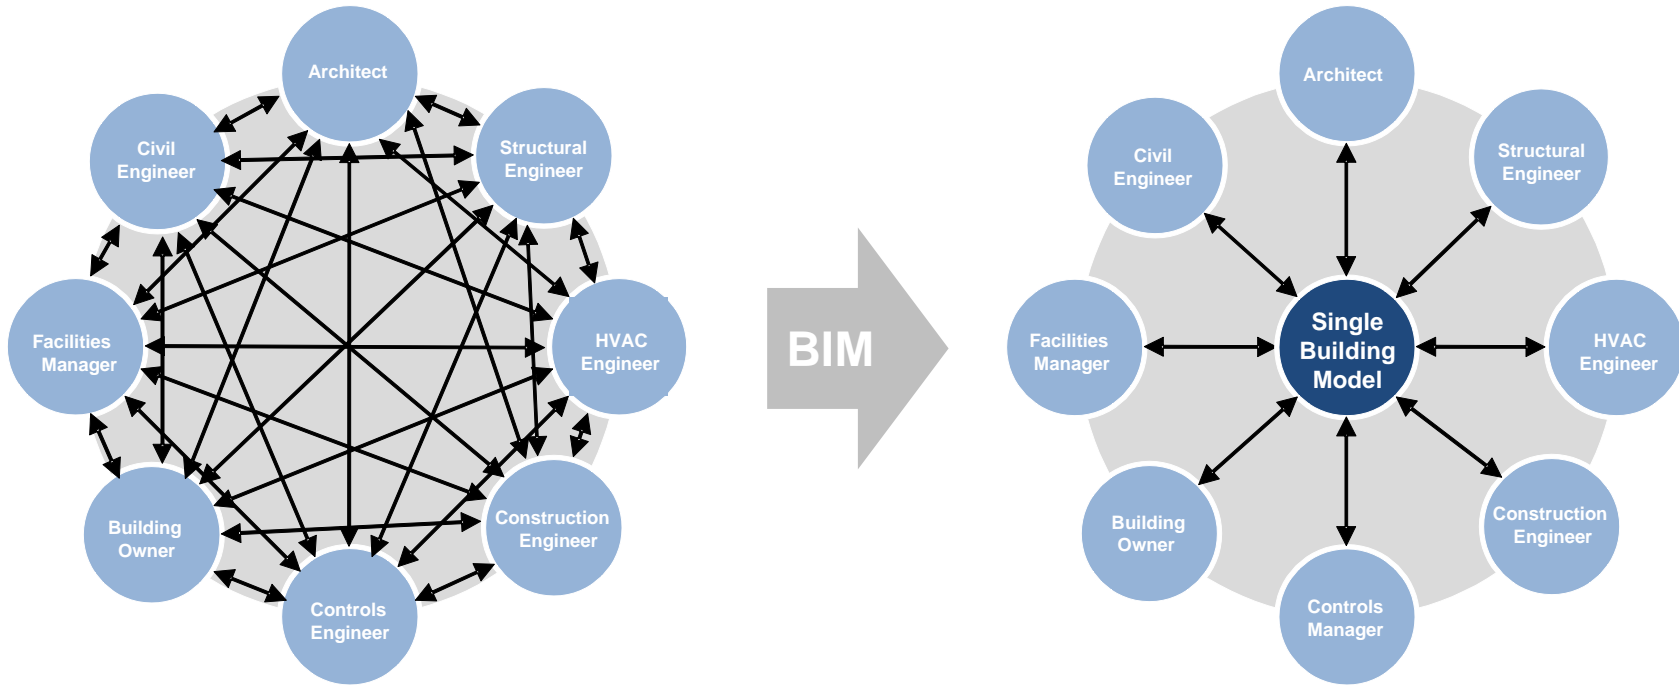 Architect
Civil
Engineer
Structural
Engineer
Facilities
Manager
HVAC
Engineer
Building
Owner
Construction
Engineer
Controls
Engineer
BIM
Architect
Civil
Engineer
Structural
Engineer
Facilities
Manager
Single
Building
Model
HVAC
Engineer
Building
Owner
Construction
Engineer
Controls
Manager